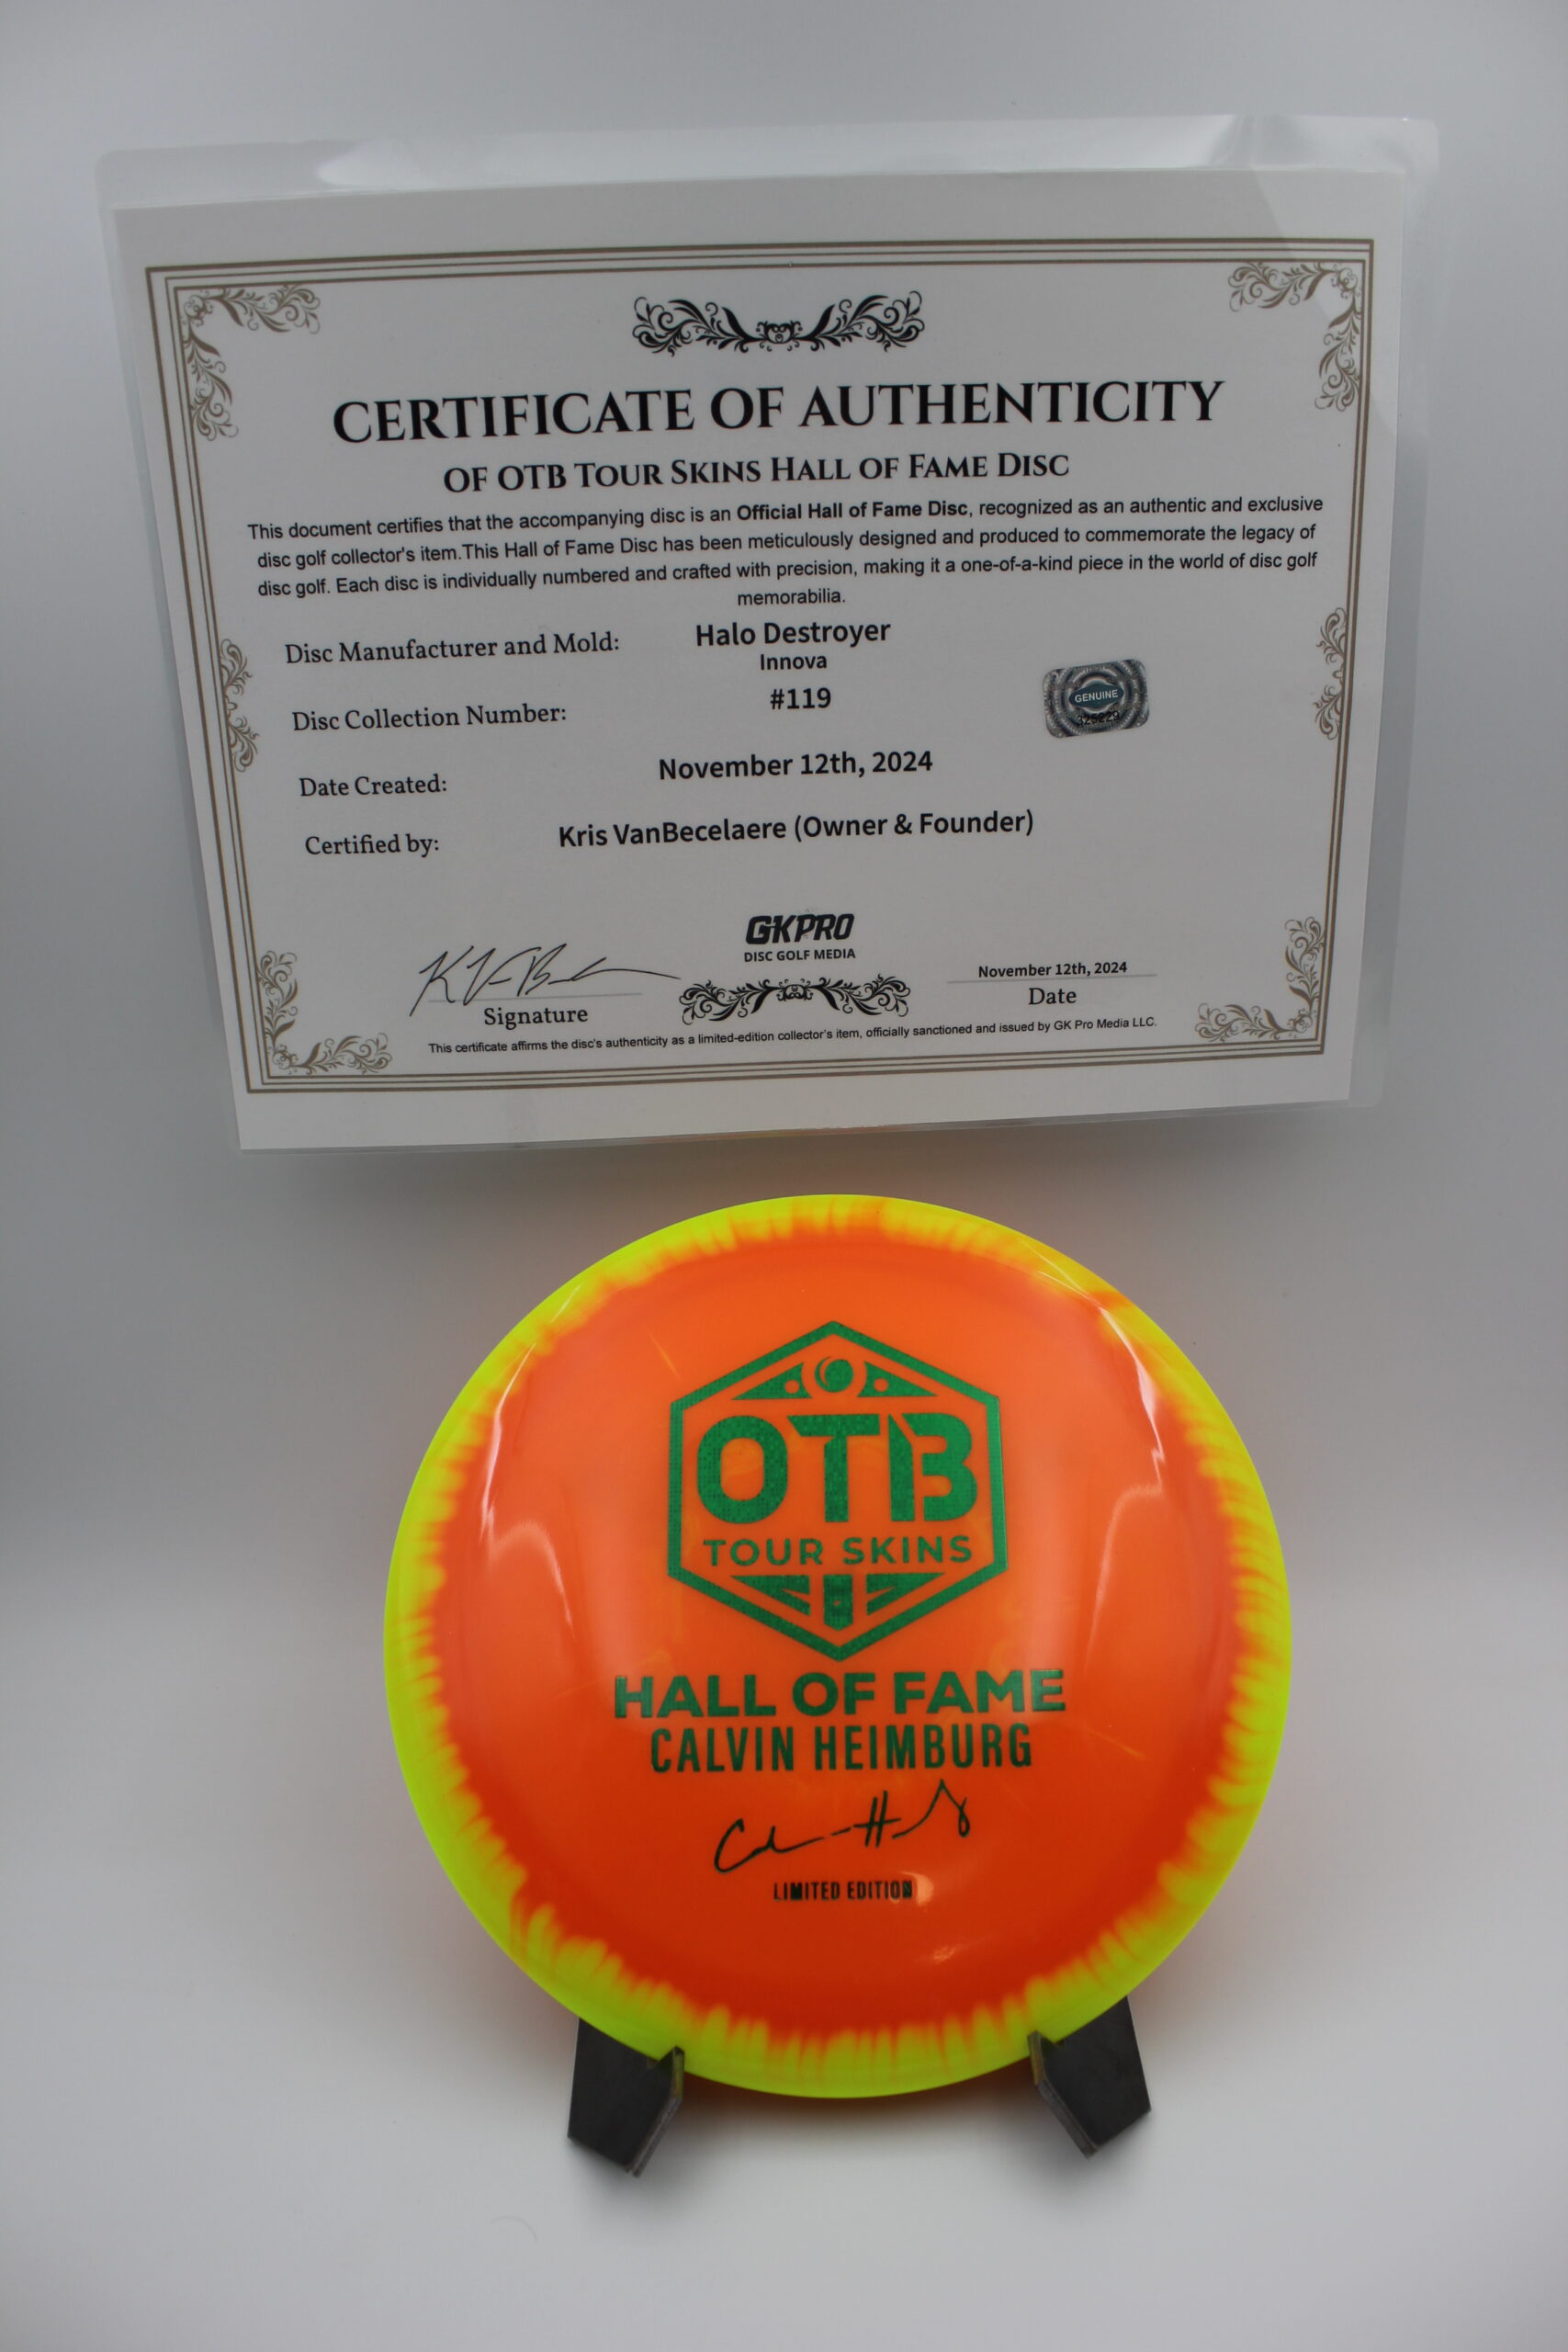 CERTIFICATE OF AUTHENTICITY
OF OTB TOUR SKINS HALL OF FAME DISC
This document certifies that the accompanying disc is an Official Hall of Fame Disc, recognized as an authentic and exclusive
disc golf collector's item.This Hall of Fame Disc has been meticulously designed and produced to commemorate the legacy of
disc golf. Each disc is individually numbered and crafted with precision, making it a one-of-a-kind piece in the world of disc golf
memorabilia.
Disc Manufacturer and Mold: Halo Destroyer
Innova
Disc Collection Number: #119
GENUINE
325229
Date Created: November 12th, 2024
Certified by: Kris VanBecelaere (Owner & Founder)
GKPRO
DISC GOLF MEDIA
November 12th, 2024
Signature
Date
This certificate affirms the disc's authenticity as a limited-edition collector's item, officially sanctioned and issued by GK Pro Media LLC.
OTB
TOUR SKINS
HALL OF FAME
CALVIN HEIMBURG
LIMITED EDITION